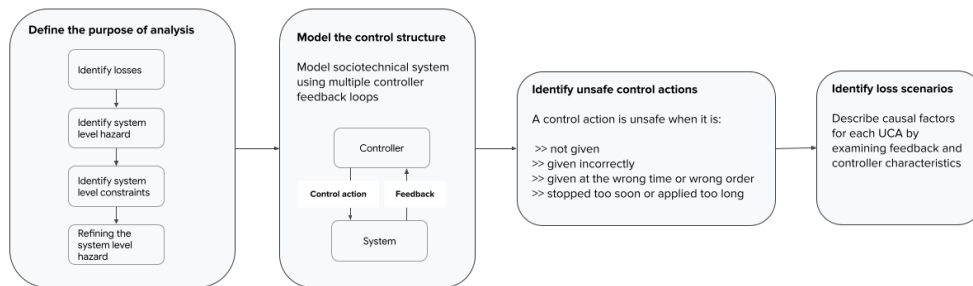 Define the purpose of analysis
Identify losses
Identify system
level hazard
Identify system
level constraints
Refining the
system level
hazard
Model the control structure
Model sociotechnical system
using multiple controller
feedback loops
Controller
Control action
Feedback
System
Identify unsafe control actions
A control action is unsafe when it is:
>> not given
>> given incorrectly
>> given at the wrong time or wrong order
>> stopped too soon or applied too long
Identify loss scenarios
Describe causal factors
for each UCA by
examining feedback and
controller characteristics